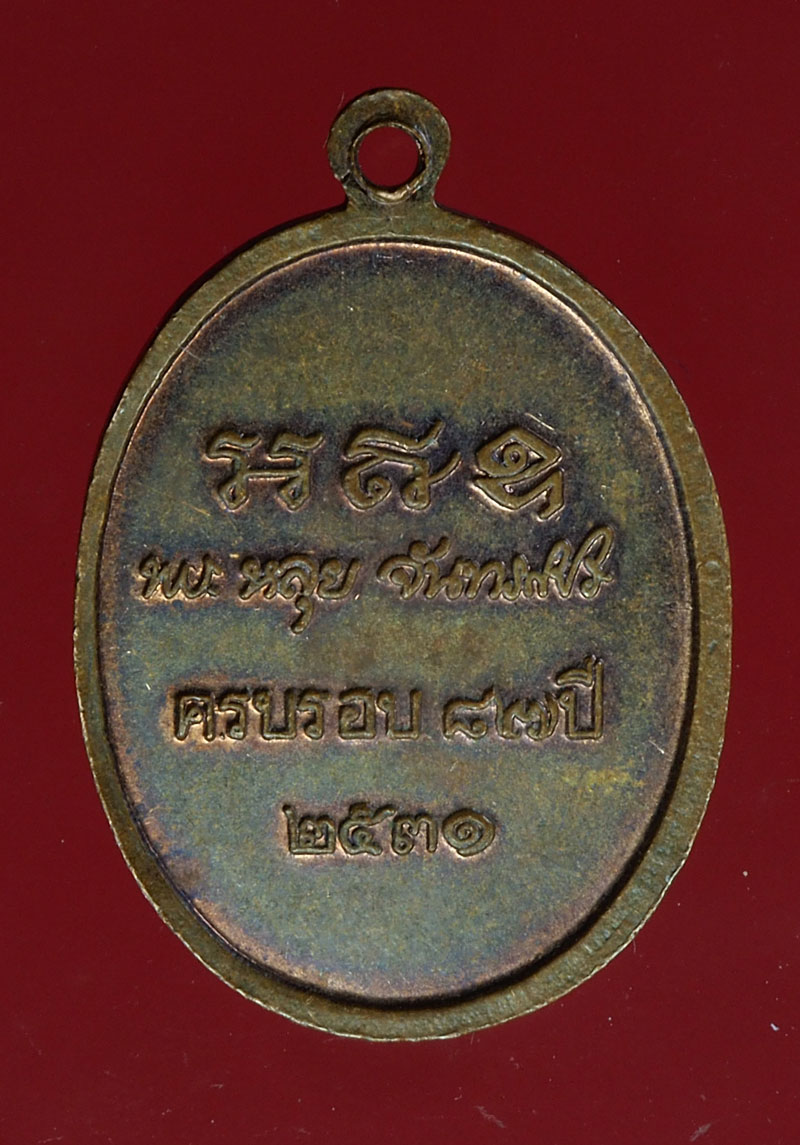 พระ หลุย จันทสาโร
ครบรอบ ๘๗ปี
๒๕๓๑